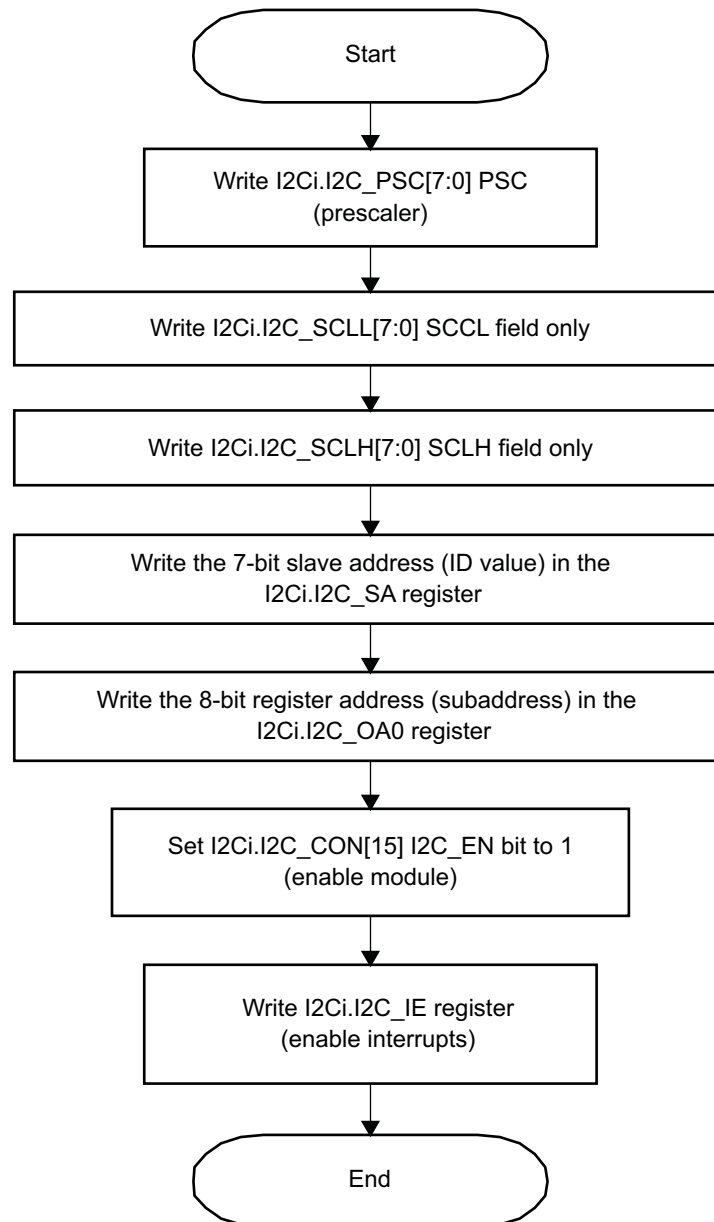 Start
Write I2Ci.I2C_PSC[7:0] PSC
(prescaler)
Write I2Ci.I2C_SCLL[7:0] SCCL field only
Write I2Ci.I2C_SCLH[7:0] SCLH field only
Write the 7-bit slave address (ID value) in the
I2Ci.I2C_SA register
Write the 8-bit register address (subaddress) in the
I2Ci.I2C_OA0 register
Set I2Ci.I2C_CON[15] I2C_EN bit to 1
(enable module)
Write I2Ci.I2C_IE register
(enable interrupts)
End